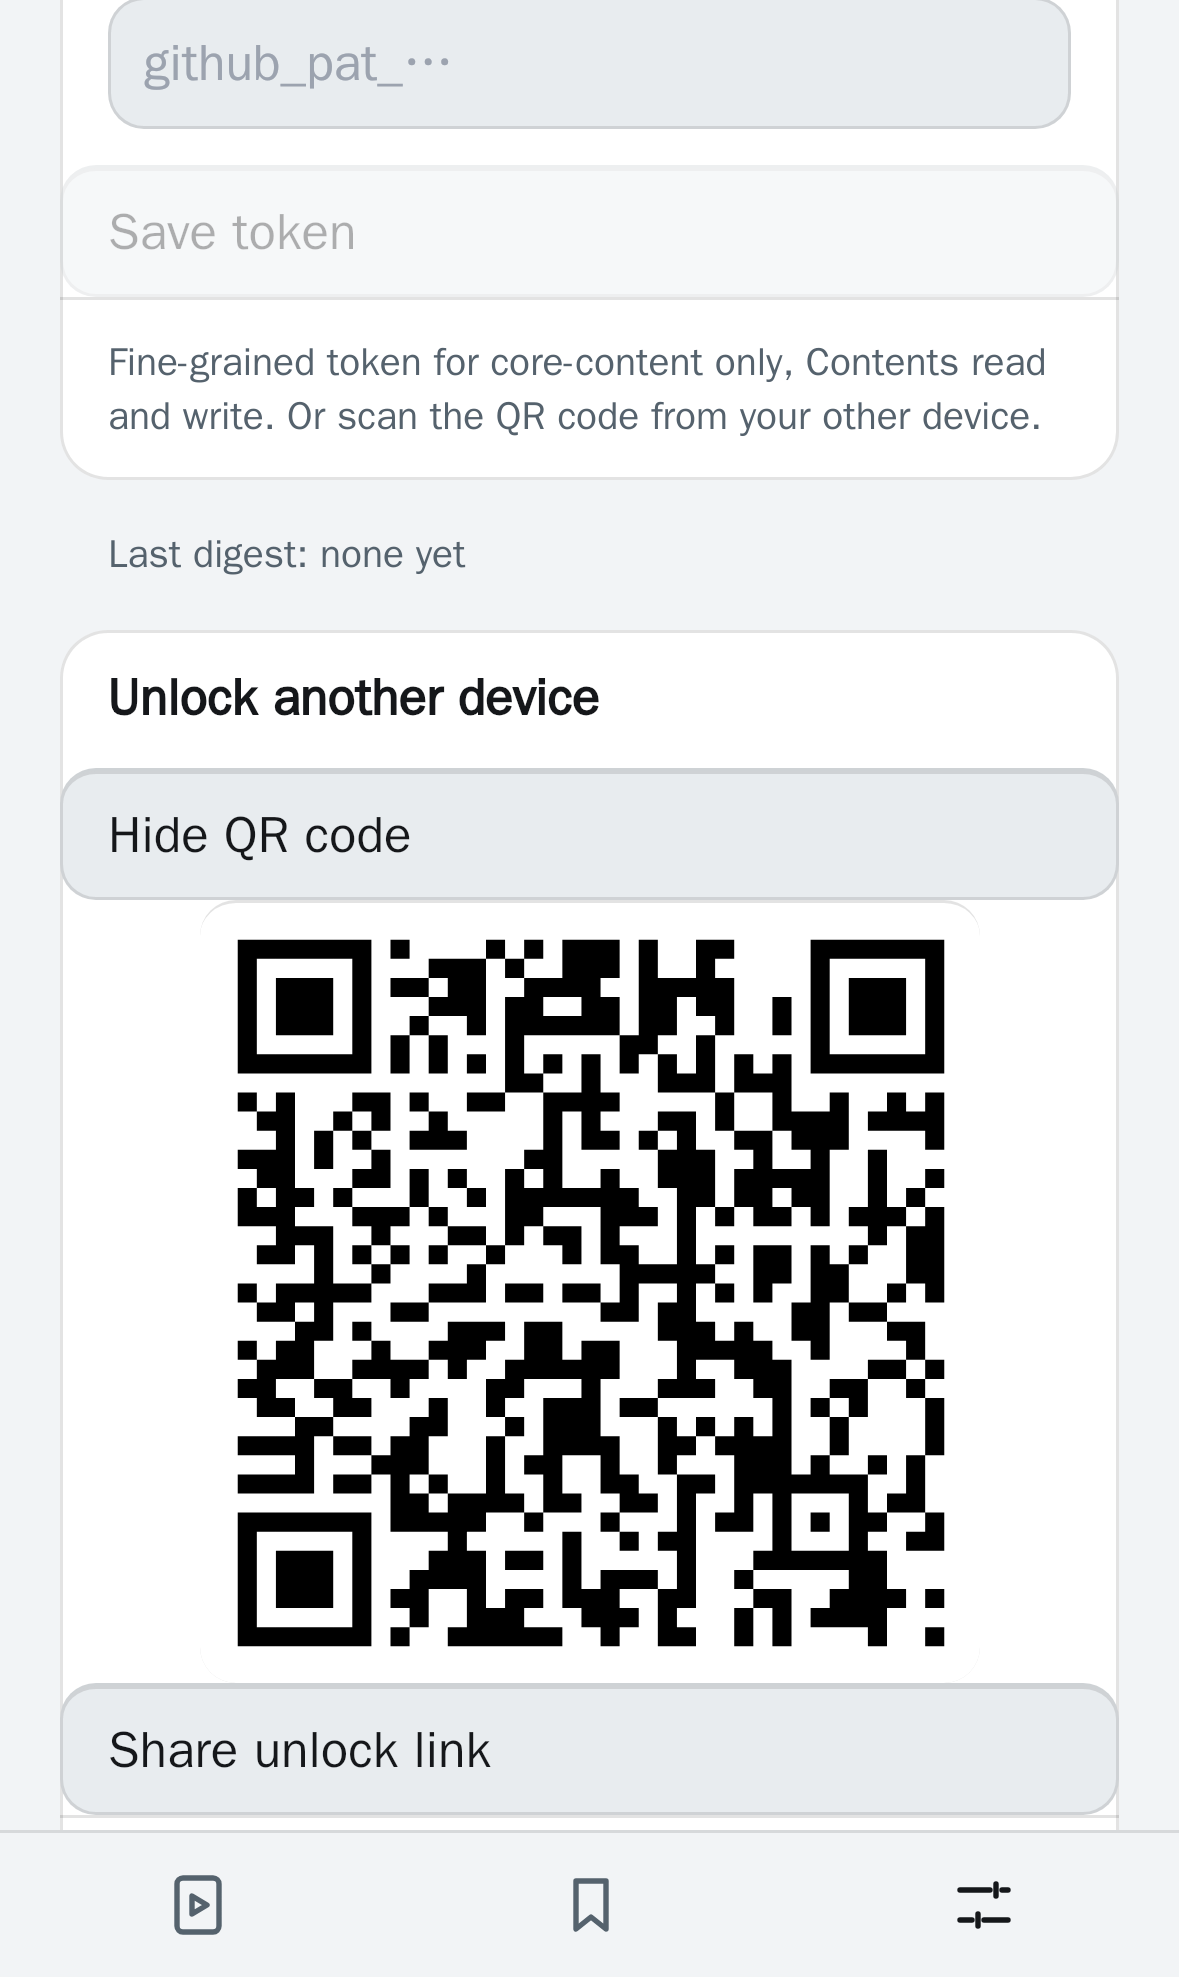 github_pat_···
Save token
Fine-grained token for core-content only, Contents read
and write. Or scan the QR code from your other device.
Last digest: none yet
Unlock another device
Hide QR code
Share unlock link